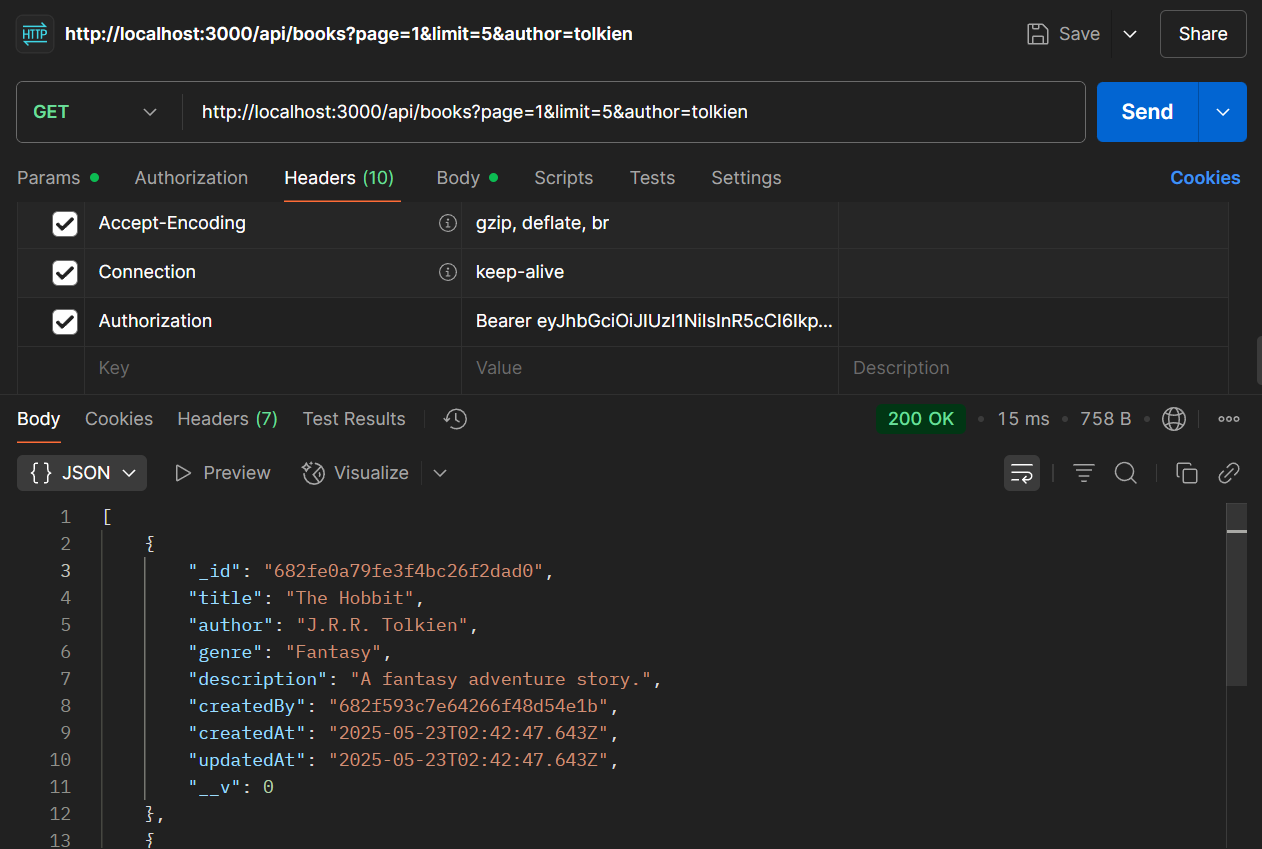 HTTP http://localhost:3000/api/books?page=1&limit=5&author=tolkien Save Share
GET http://localhost:3000/api/books?page=1&limit=5&author=tolkien Send
Params Authorization Headers (10) Body Scripts Tests Settings Cookies
Accept-Encoding gzip, deflate, br
Connection keep-alive
Authorization Bearer eyJhbGciOiJIUzI1NiIsInR5cCI6Ikp...
Key Value Description
Body Cookies Headers (7) Test Results 200 OK 15 ms 758 B
{} JSON Preview Visualize
1 [
2 {
3 "_id": "682fe0a79fe3f4bc26f2dad0",
4 "title": "The Hobbit",
5 "author": "J.R.R. Tolkien",
6 "genre": "Fantasy",
7 "description": "A fantasy adventure story.",
8 "createdBy": "682f593c7e64266f48d54e1b",
9 "createdAt": "2025-05-23T02:42:47.643Z",
10 "updatedAt": "2025-05-23T02:42:47.643Z",
11 "__v": 0
12 },
13 {